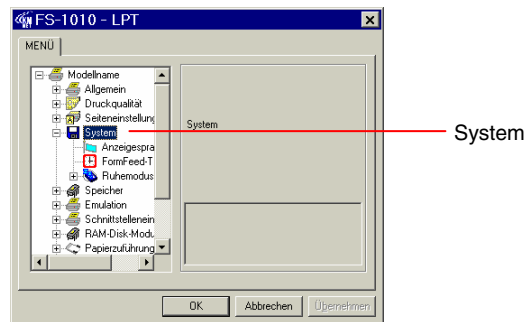 FS-1010 - LPT
MENÜ
Modellname
Allgemein
Druckqualität
Seiteneinstellung
System
Anzeigespra
FormFeed-T
Ruhemodus
Speicher
Emulation
Schnittstellenein
RAM-Disk-Modu
Papierzuführung
System
System
OK
Abbrechen
Übernehmen